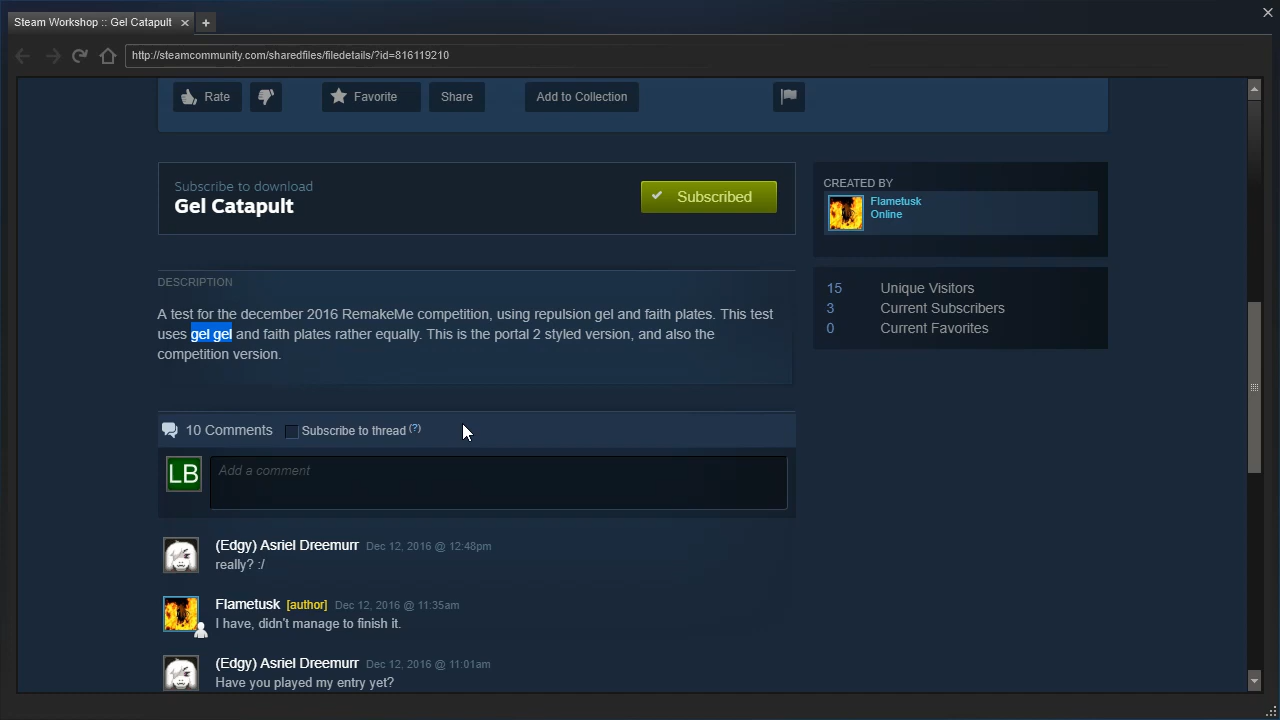 Steam Workshop :: Gel Catapult
http://steamcommunity.com/sharedfiles/filedetails/?id=816119210
Rate
Favorite
Share
Add to Collection
Subscribe to download
Gel Catapult
Subscribed
CREATED BY
Flametusk
Online
15 Unique Visitors
3 Current Subscribers
0 Current Favorites
DESCRIPTION
A test for the december 2016 RemakeMe competition, using repulsion gel and faith plates. This test
uses gel gel and faith plates rather equally. This is the portal 2 styled version, and also the
competition version.
10 Comments Subscribe to thread (?)
LB
Add a comment
(Edgy) Asriel Dreemurr Dec 12, 2016 @ 12:48pm
really? :/
Flametusk [author] Dec 12, 2016 @ 11:35am
I have, didn't manage to finish it.
(Edgy) Asriel Dreemurr Dec 12, 2016 @ 11:01am
Have you played my entry yet?